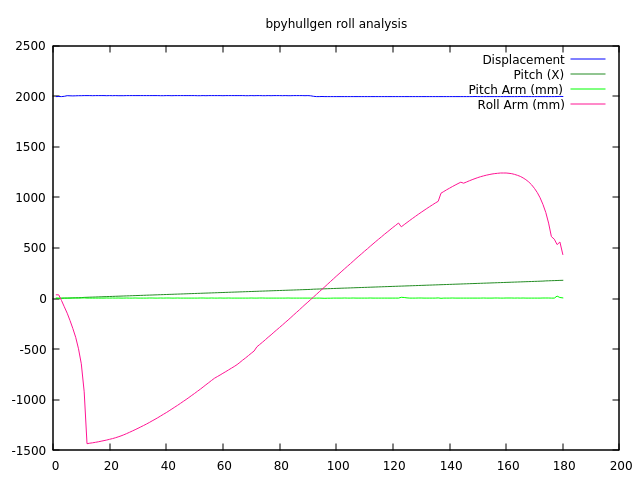 bpyhullgen roll analysis
Displacement
Pitch (X)
Pitch Arm (mm)
Roll Arm (mm)
2500
2000
1500
1000
500
0
-500
-1000
-1500
0 20 40 60 80 100 120 140 160 180 200